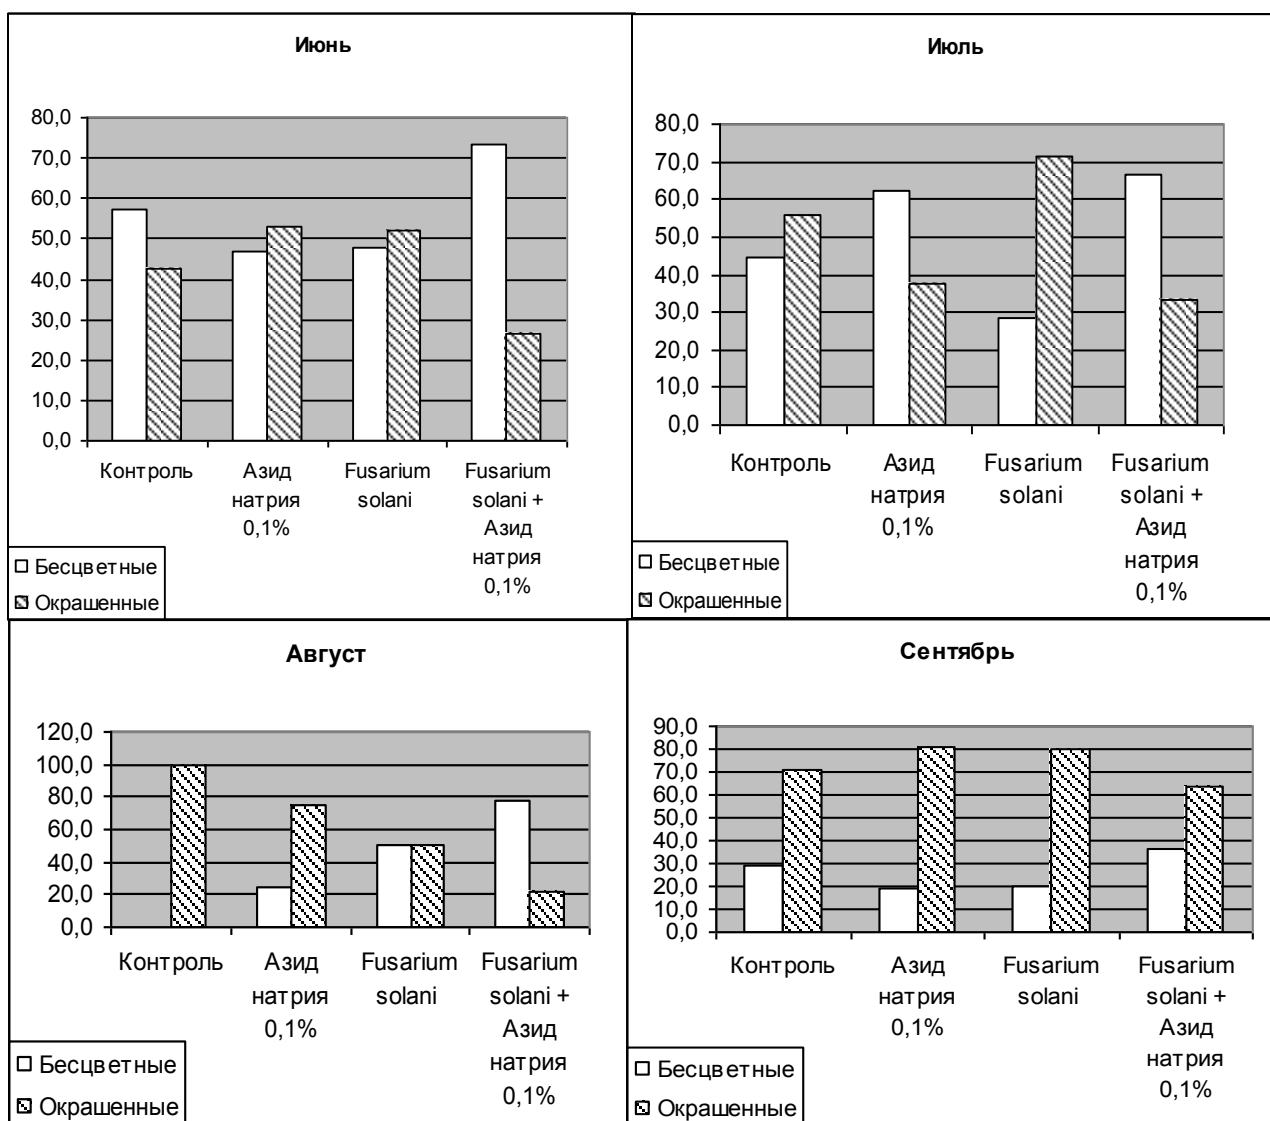 Июнь
80,0
70,0
60,0
50,0
40,0
30,0
20,0
10,0
0,0
Контроль
Азид
натрия
0,1%
Fusarium
solani
Fusarium
solani +
Азид
натрия
0,1%
Бесцветные
Окрашенные
Июль
80,0
70,0
60,0
50,0
40,0
30,0
20,0
10,0
0,0
Контроль
Азид
натрия
0,1%
Fusarium
solani
Fusarium
solani +
Азид
натрия
0,1%
Бесцветные
Окрашенные
Август
120,0
100,0
80,0
60,0
40,0
20,0
0,0
Контроль
Азид
натрия
0,1%
Fusarium
solani
Fusarium
solani +
Азид
натрия
0,1%
Бесцветные
Окрашенные
Сентябрь
90,0
80,0
70,0
60,0
50,0
40,0
30,0
20,0
10,0
0,0
Контроль
Азид
натрия
0,1%
Fusarium
solani
Fusarium
solani +
Азид
натрия
0,1%
Бесцветные
Окрашенные